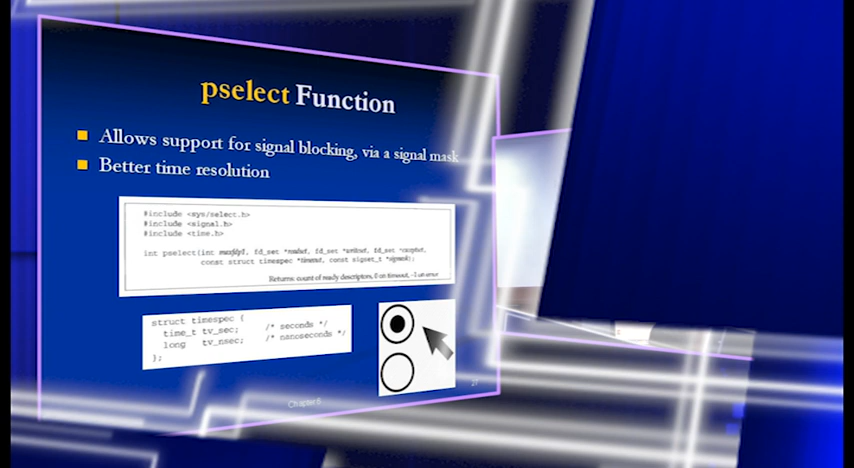 pselect Function
Allows support for signal blocking, via a signal mask
Better time resolution
#include <sys/select.h>
#include <signal.h>
#include <time.h>
int pselect(int maxfdp1, fd_set *readset, fd_set *writeset, fd_set *exceptset,
const struct timespec *timeout, const sigset_t *sigmask);
Returns: count of ready descriptors, 0 on timeout, -1 on error
struct timespec {
time_t tv_sec; /* seconds */
long tv_nsec; /* nanoseconds */
};
Chapter 6